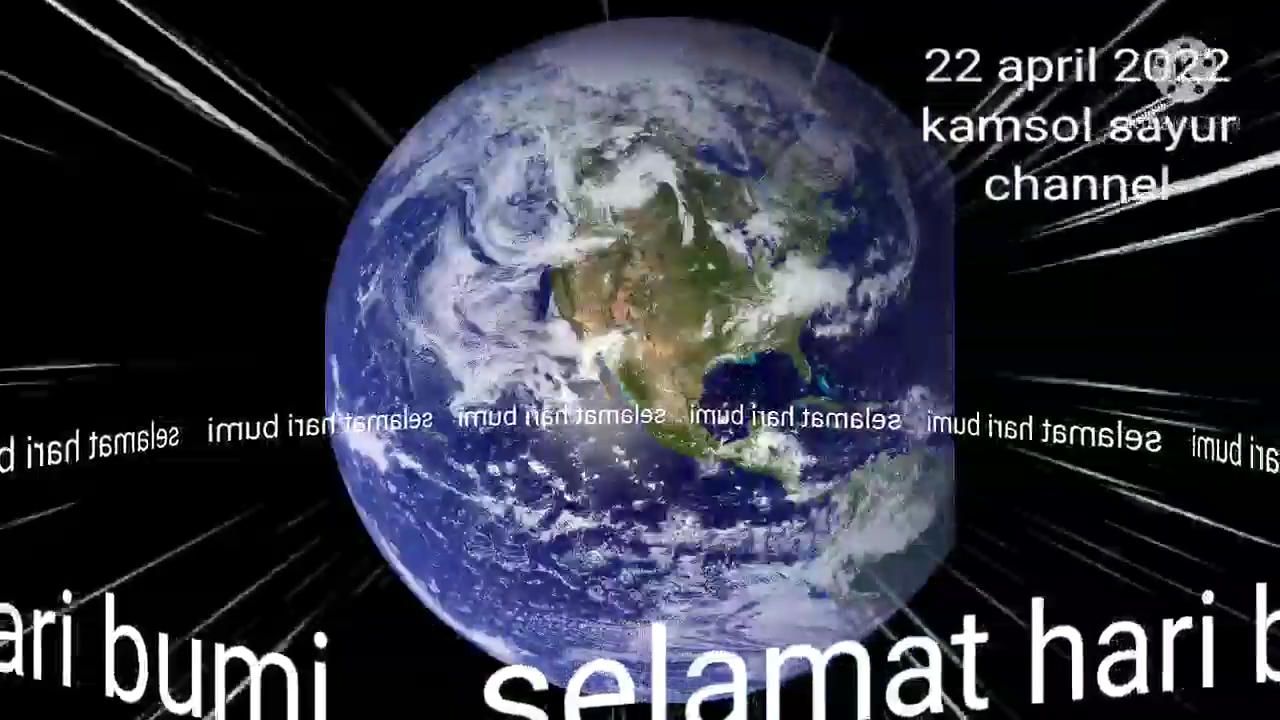 22 april 2022
kamsol sayur
channel
b hari selamat bumi hari selamat bumi hari selamat bumi hari selamat bumi hari selamat bumi hari
ari bumi selamat hari b